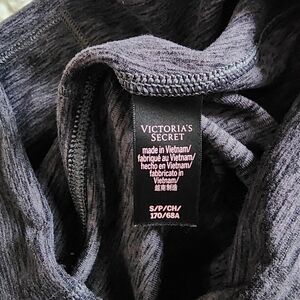 VICTORIA'S
SECRET
made in Vietnam/
fabriqué au Vietnam/
hecho en Vietnam/
fabbricato in
Vietnam/
越南制造
S/P/CH/
170/68A